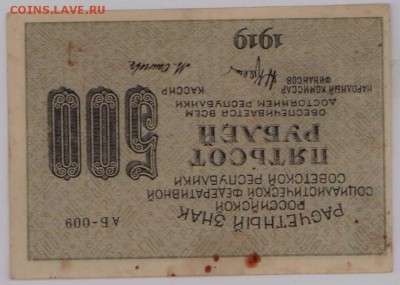 COINS.LAW.RU
РАСЧЕТНЫЙ ЗНАК
РОССИЙСКОЙ
СОЦИАЛИСТИЧЕСКОЙ ФЕДЕРАТИВНОЙ
СОВЕТСКОЙ РЕСПУБЛИКИ
АБ-009
ПЯТЬСОТ
РУБЛЕЙ
500
ОБЕСПЕЧИВАЕТСЯ ВСЕМ
ДОСТОЯНИЕМ РЕСПУБЛИКИ
НАРОДНЫЙ КОМИССАР
ФИНАНСОВ
КАССИР
1919